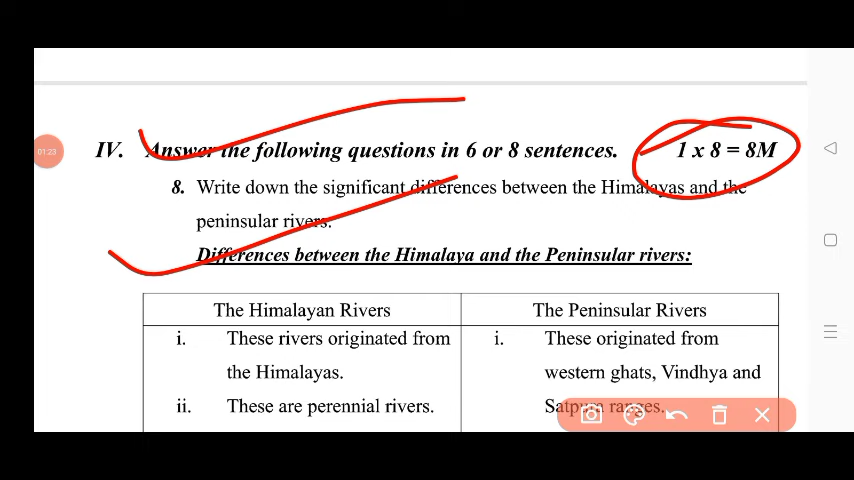 01:23
IV. Answer the following questions in 6 or 8 sentences. 1 x 8 = 8M
8. Write down the significant differences between the Himalayas and the
peninsular rivers.
Differences between the Himalaya and the Peninsular rivers:
The Himalayan Rivers The Peninsular Rivers
i. These rivers originated from
the Himalayas.
ii. These are perennial rivers.
i. These originated from
western ghats, Vindhya and
Satpura ranges.